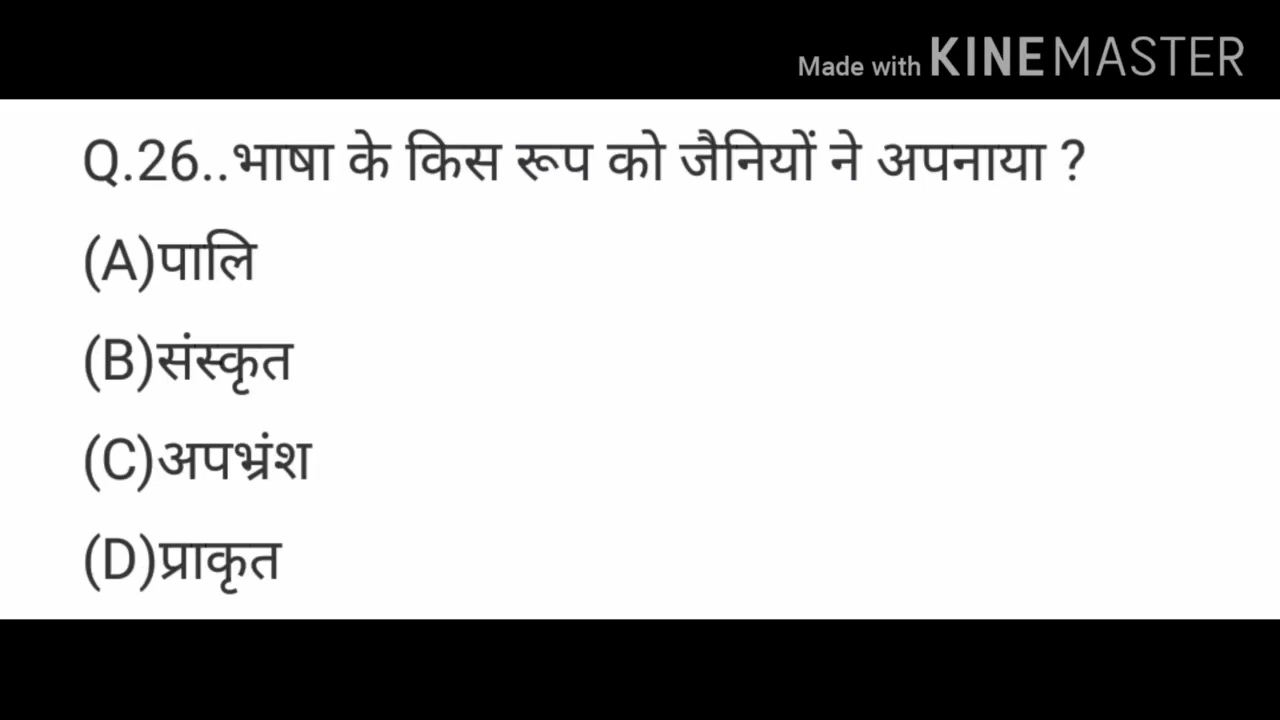 Made with KINEMASTER
Q.26..भाषा के किस रूप को जैनियों ने अपनाया ?
(A)पालि
(B)संस्कृत
(C)अपभ्रंश
(D)प्राकृत